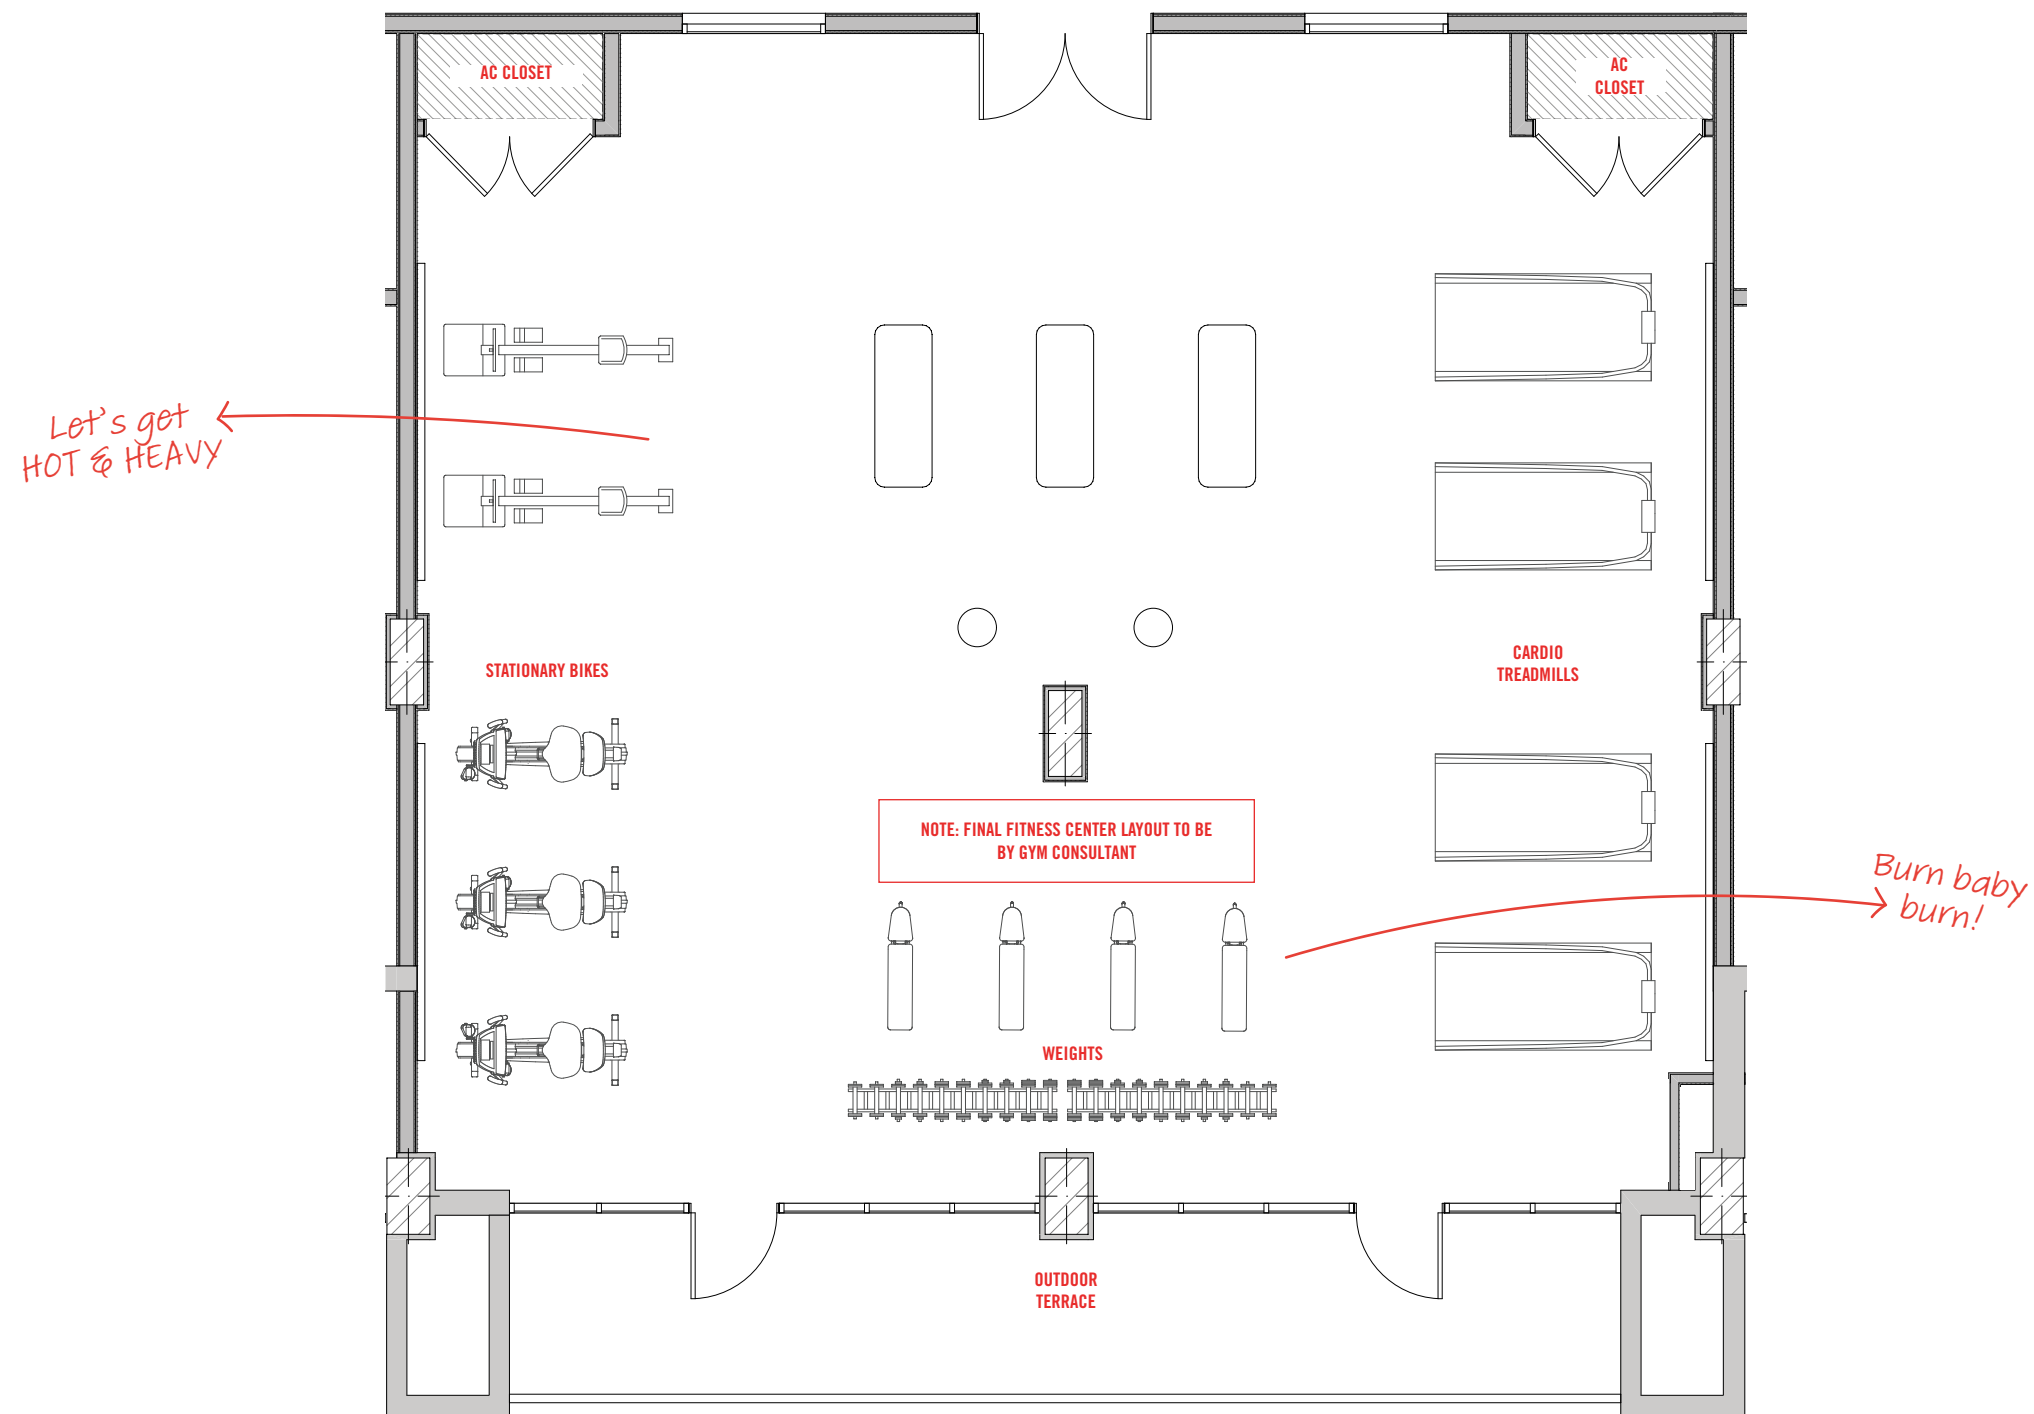 AC CLOSET
AC
CLOSET
Let's get
HOT & HEAVY
STATIONARY BIKES
CARDIO
TREADMILLS
NOTE: FINAL FITNESS CENTER LAYOUT TO BE
BY GYM CONSULTANT
Burn baby
burn!
WEIGHTS
OUTDOOR
TERRACE